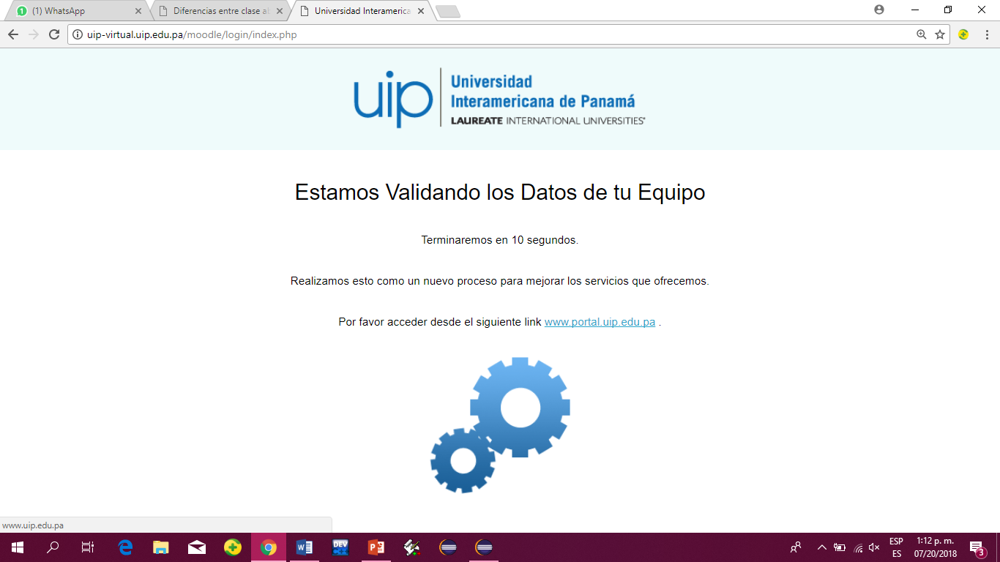 (1) WhatsApp
Diferencias entre clase al
Universidad Interamerica
uip-virtual.uip.edu.pa/moodle/login/index.php
uip
Universidad
Interamericana de Panamá
LAUREATE INTERNATIONAL UNIVERSITIES®
Estamos Validando los Datos de tu Equipo
Terminaremos en 10 segundos.
Realizamos esto como un nuevo proceso para mejorar los servicios que ofrecemos.
Por favor acceder desde el siguiente link www.portal.uip.edu.pa .
www.uip.edu.pa
DEV
ESP
ES
1:12 p. m.
07/20/2018
3